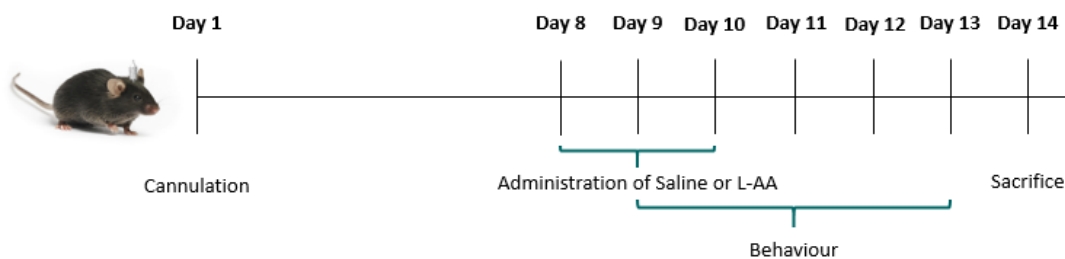 Day 1 Day 8 Day 9 Day 10 Day 11 Day 12 Day 13 Day 14
Cannulation Administration of Saline or L-AA Sacrifice
Behaviour